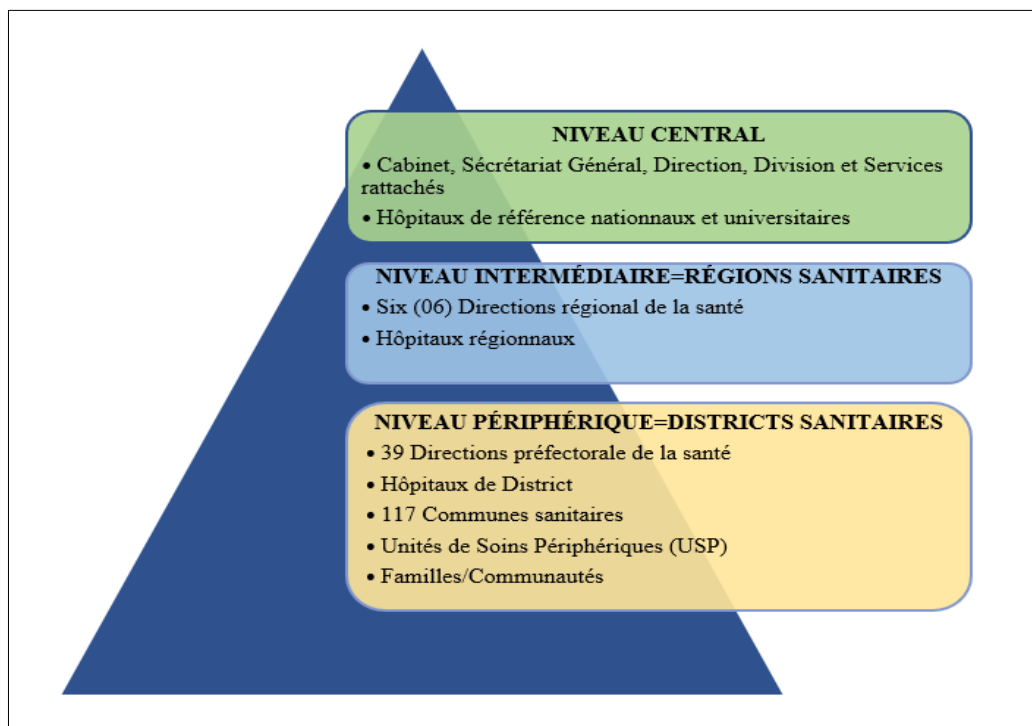 NIVEAU CENTRAL
• Cabinet, Sécrétariat Général, Direction, Division et Services
rattachés
• Hôpitaux de référence nationnaux et universitaires
NIVEAU INTERMÉDIAIRE=RÉGIONS SANITAIRES
• Six (06) Directions régional de la santé
• Hôpitaux régionnaux
NIVEAU PÉRIPHÉRIQUE=DISTRICTS SANITAIRES
• 39 Directions préfectorale de la santé
• Hôpitaux de District
• 117 Communes sanitaires
• Unités de Soins Périphériques (USP)
• Familles/Communautés